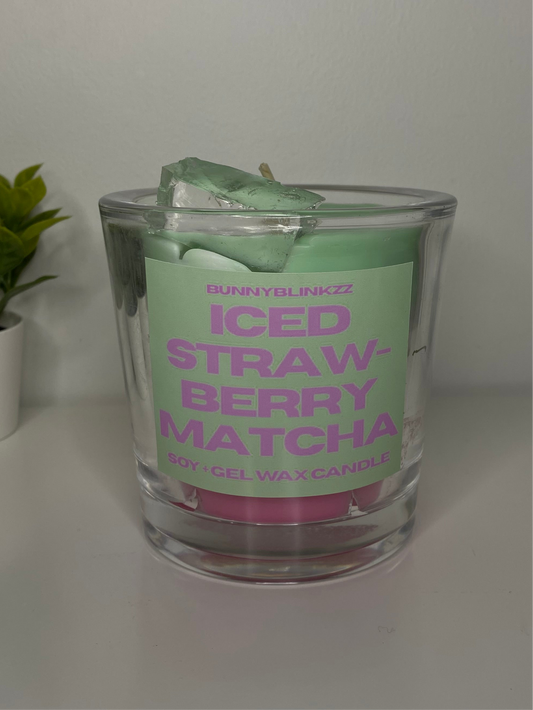 BUNNYBLINKZZ
ICED
STRAW-
BERRY
MATCHA
SOY + GEL WAX CANDLE